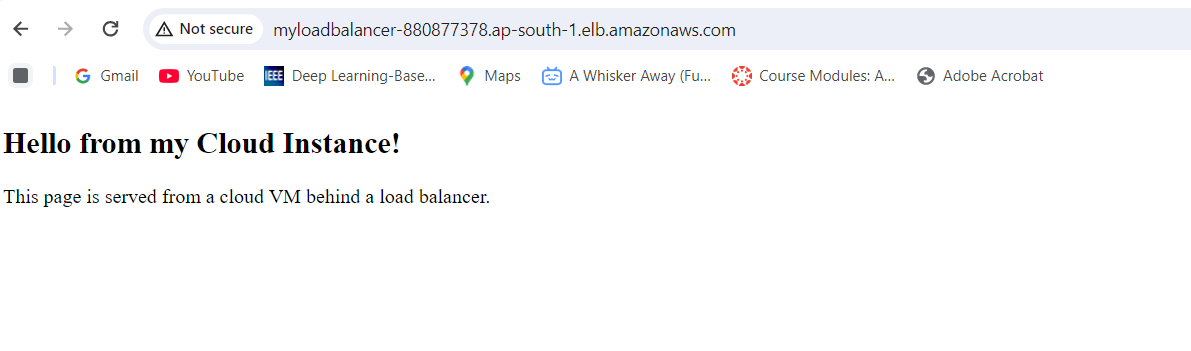 Not secure myloadbalancer-880877378.ap-south-1.elb.amazonaws.com
Gmail YouTube IEEE Deep Learning-Base... Maps A Whisker Away (Fu... Course Modules: A... Adobe Acrobat
Hello from my Cloud Instance!
This page is served from a cloud VM behind a load balancer.